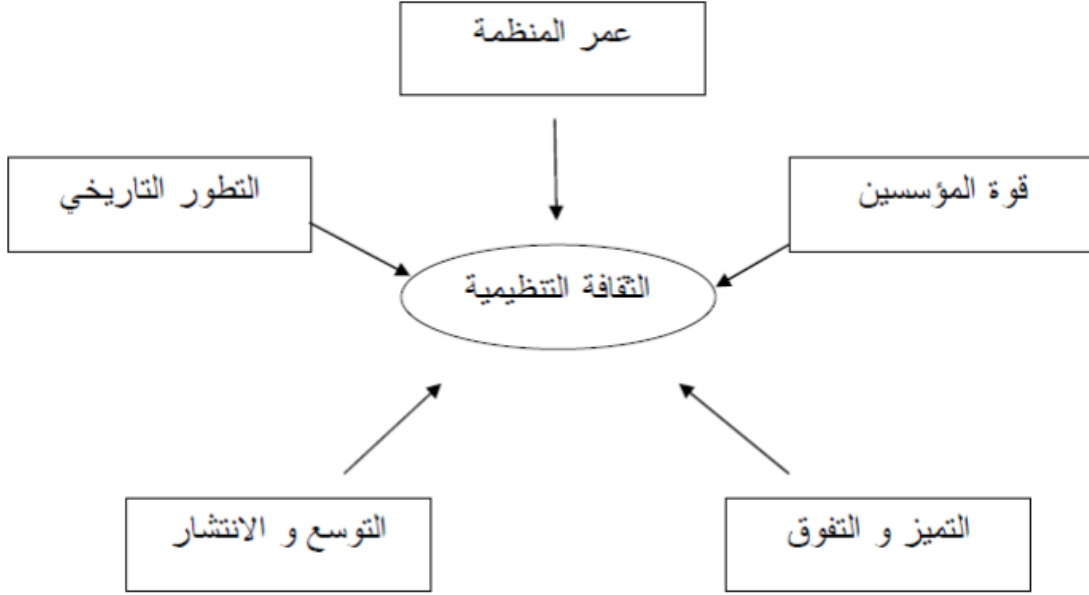 عمر المنظمة
قوة المؤسسين
التطور التاريخي
الثقافة التنظيمية
التميز و التفوق
التوسع و الانتشار